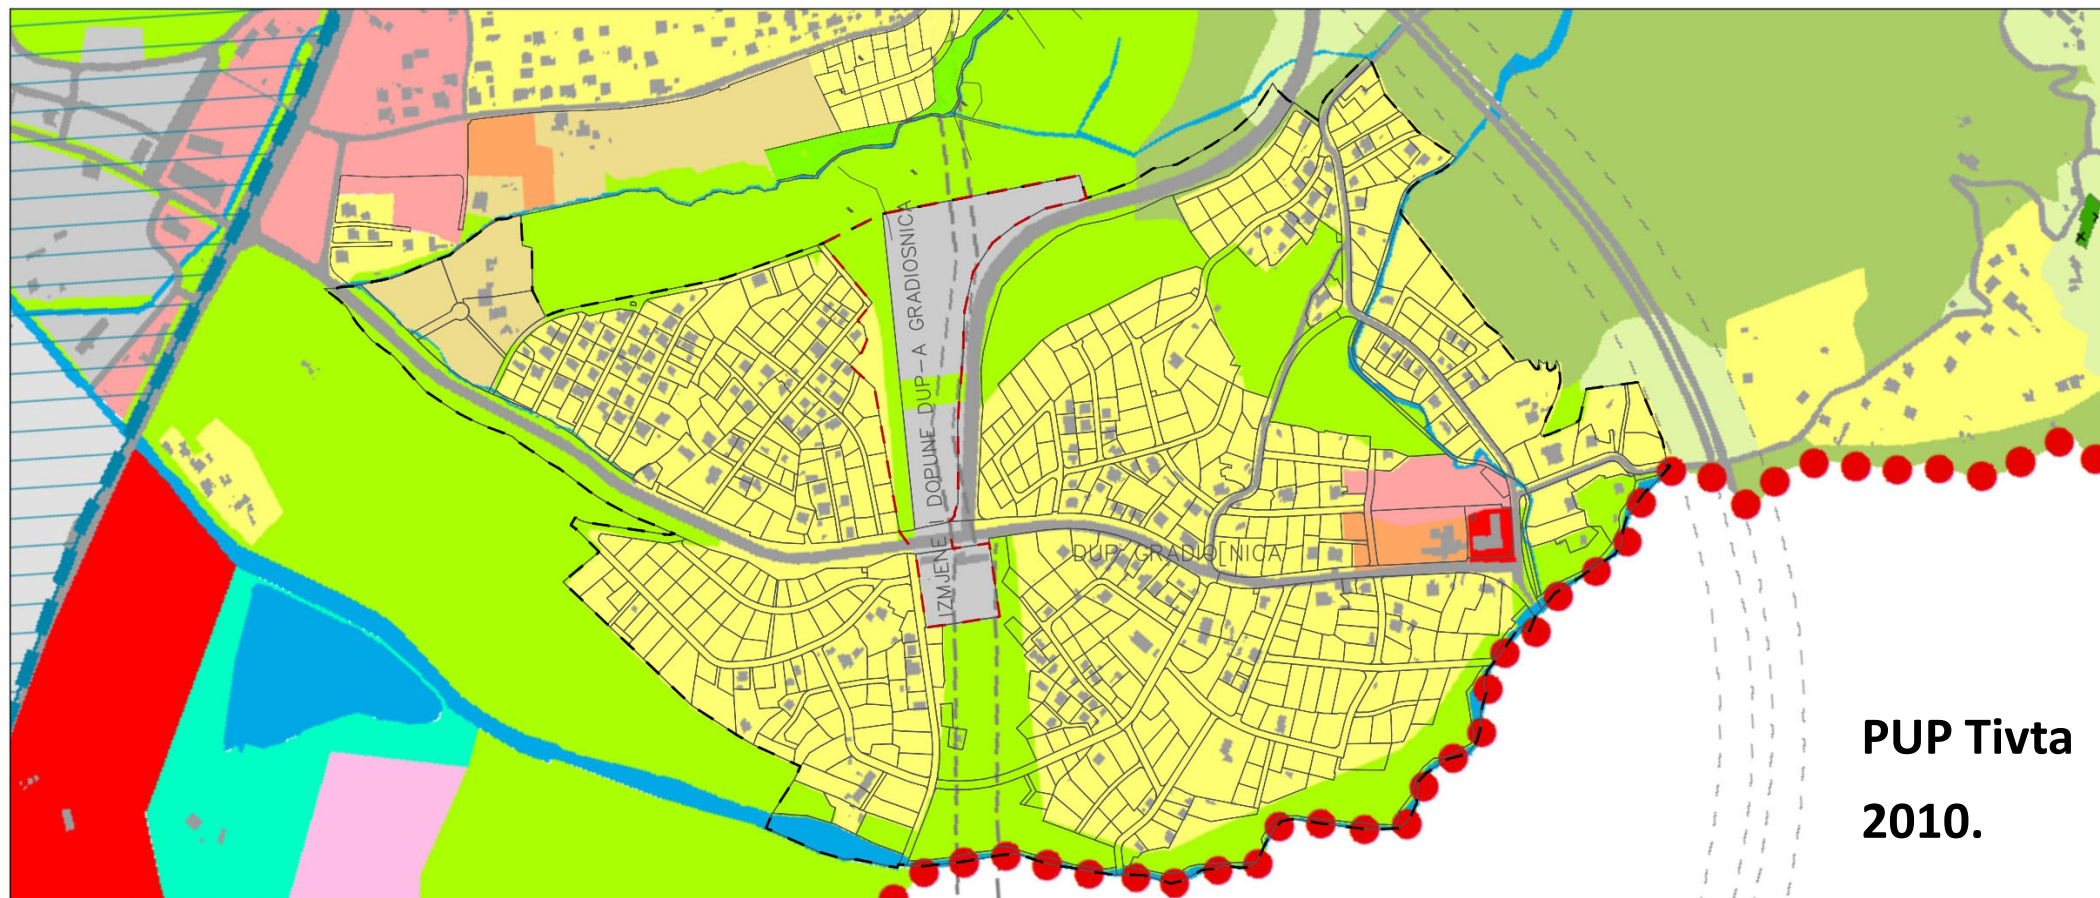 IZMJENE I DOPUNE DUP-A GRADIOSNICA
DUP GRADIO[NICA
PUP Tivta
2010.